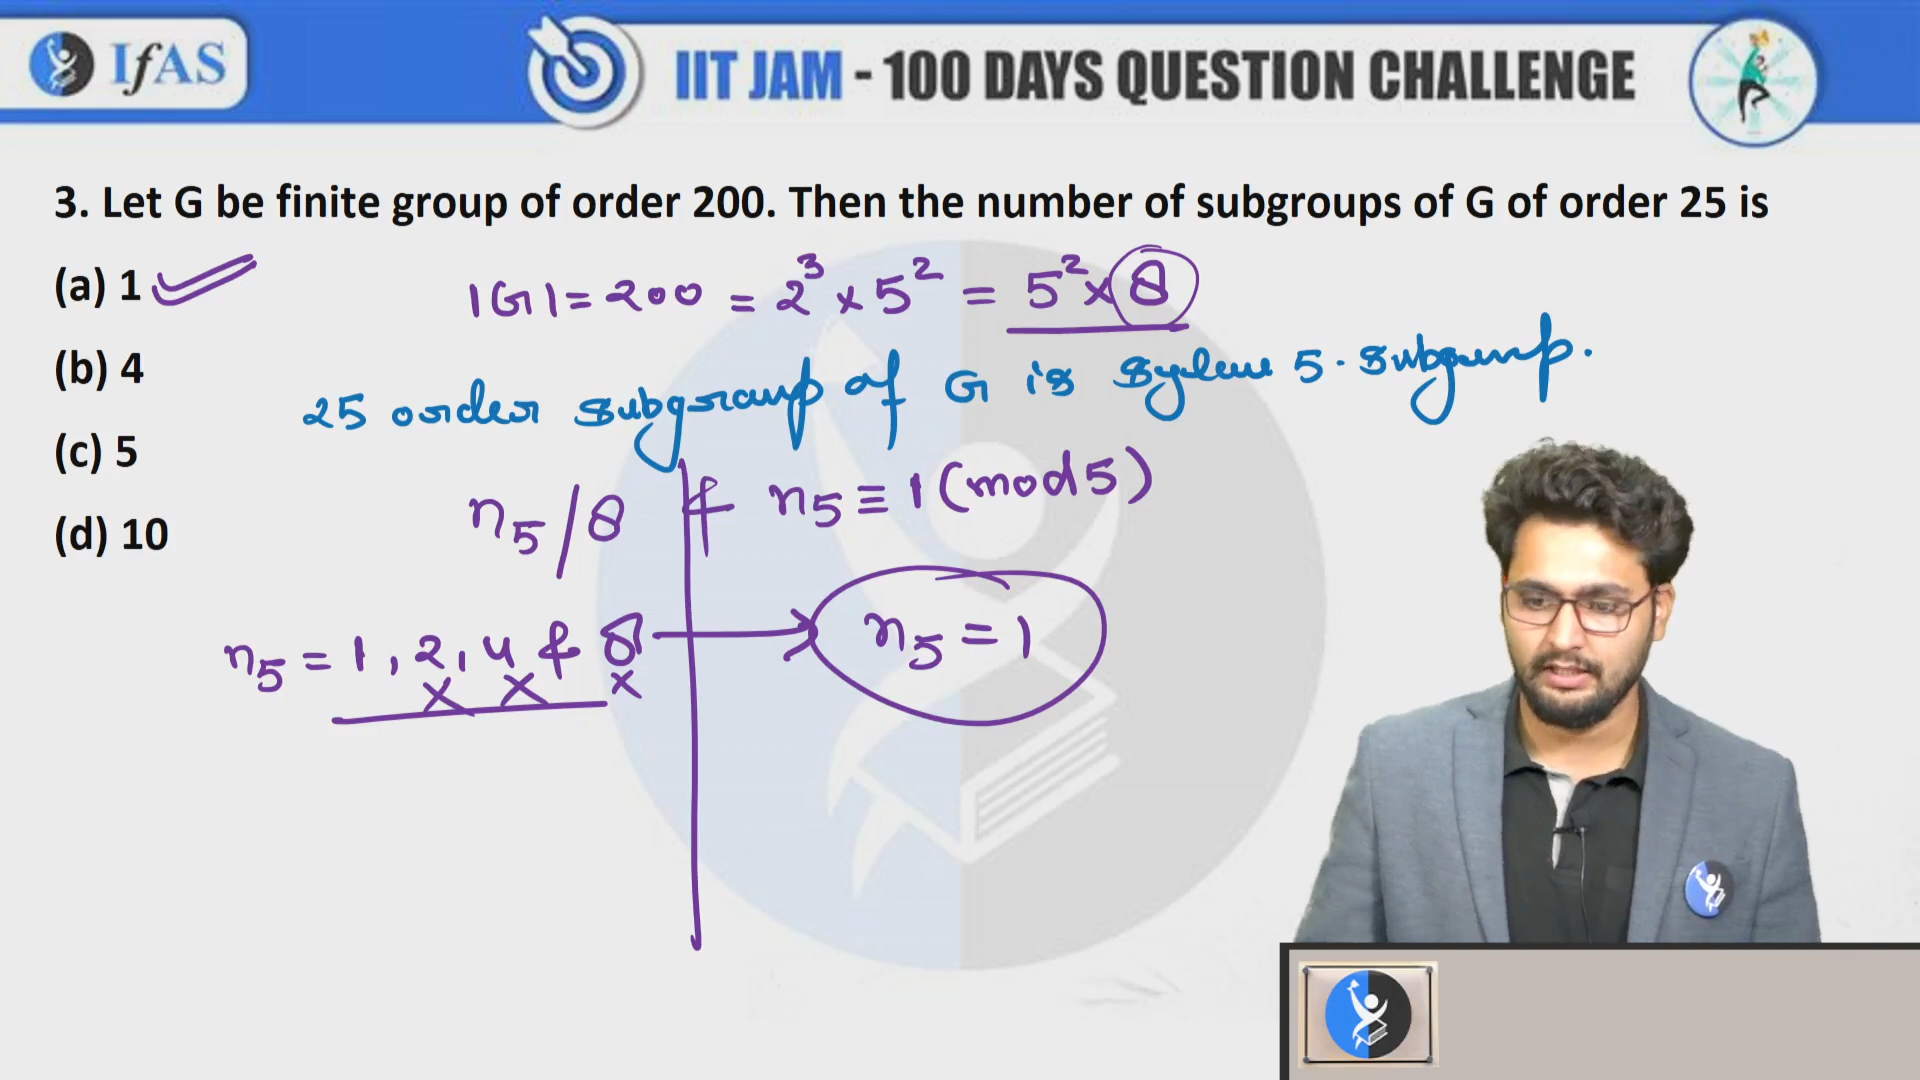 IfAS
IIT JAM - 100 DAYS QUESTION CHALLENGE
3. Let G be finite group of order 200. Then the number of subgroups of G of order 25 is
(a) 1
|G| = 200 = 2³ × 5² = 5² × 8
(b) 4
25 order subgroup of G is Sylow 5-subgroup.
(c) 5
n₅/8 & n₅ ≡ 1 (mod 5)
(d) 10
n₅ = 1, 2, 4 & 8 → n₅ = 1
× × ×